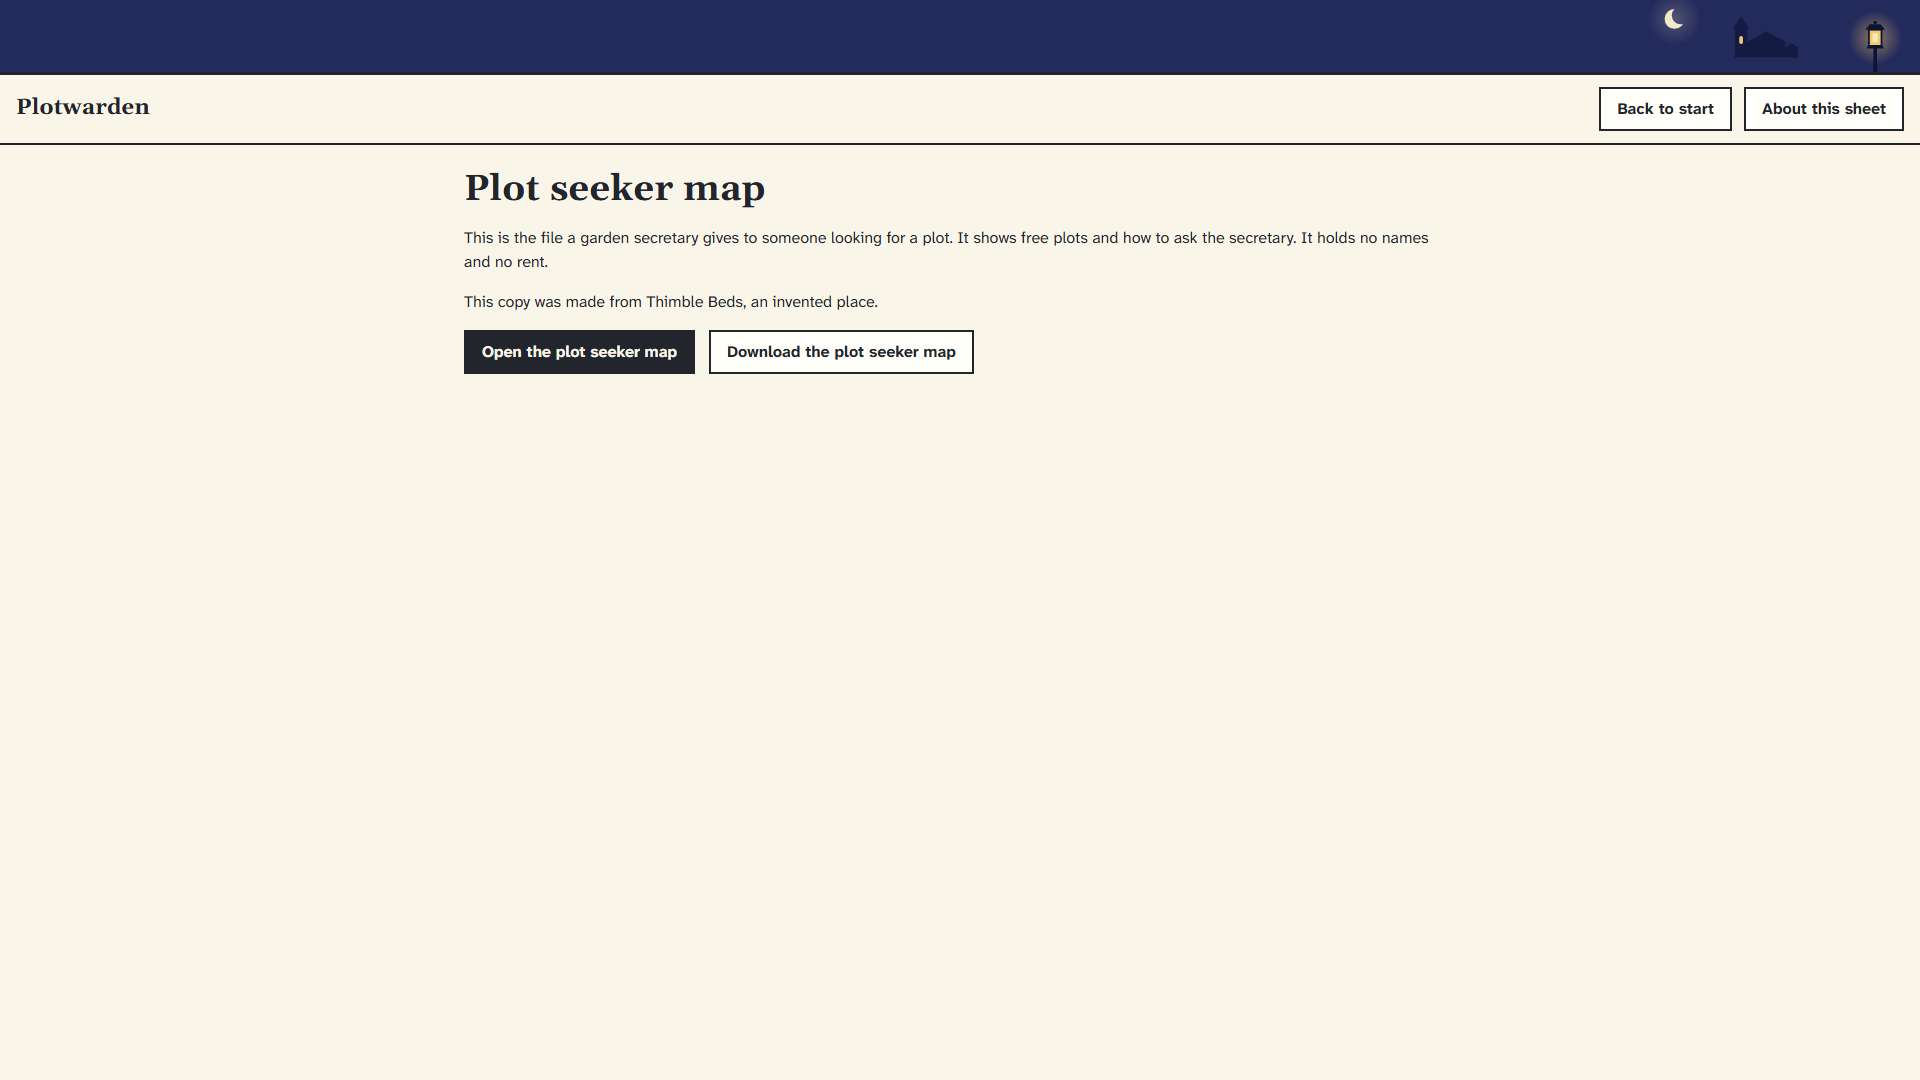 Plotwarden
Back to start
About this sheet
Plot seeker map
This is the file a garden secretary gives to someone looking for a plot. It shows free plots and how to ask the secretary. It holds no names
and no rent.
This copy was made from Thimble Beds, an invented place.
Open the plot seeker map
Download the plot seeker map